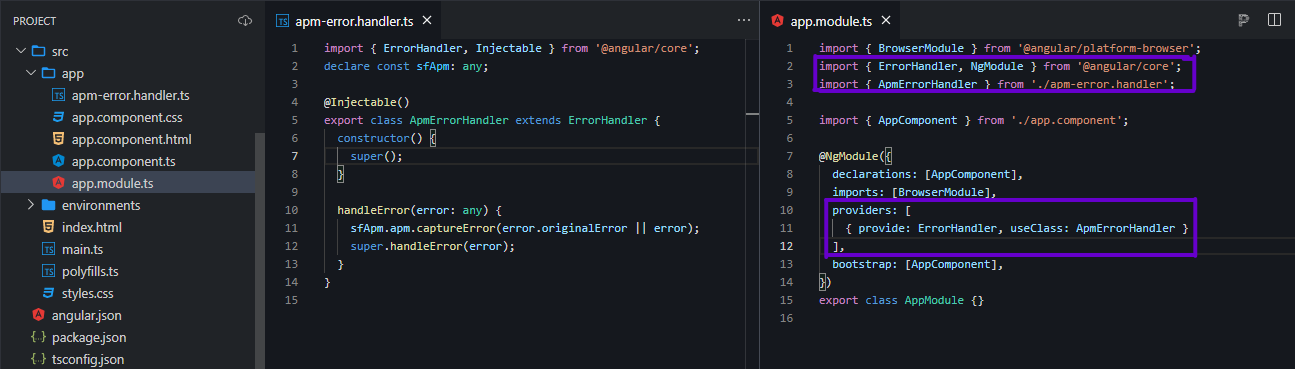 PROJECT
src
app
apm-error.handler.ts
app.component.css
app.component.html
app.component.ts
app.module.ts
environments
index.html
main.ts
polyfills.ts
styles.css
angular.json
package.json
tsconfig.json
TS apm-error.handler.ts
1 import { ErrorHandler, Injectable } from '@angular/core';
2 declare const sfApm: any;
3
4 @Injectable()
5 export class ApmErrorHandler extends ErrorHandler {
6 constructor() {
7 super();
8 }
9
10 handleError(error: any) {
11 sfApm.apm.captureError(error.originalError || error);
12 super.handleError(error);
13 }
14 }
15
app.module.ts
1 import { BrowserModule } from '@angular/platform-browser';
2 import { ErrorHandler, NgModule } from '@angular/core';
3 import { ApmErrorHandler } from './apm-error.handler';
4
5 import { AppComponent } from './app.component';
6
7 @NgModule({
8 declarations: [AppComponent],
9 imports: [BrowserModule],
10 providers: [
11 { provide: ErrorHandler, useClass: ApmErrorHandler }
12 ],
13 bootstrap: [AppComponent],
14 })
15 export class AppModule {}
16